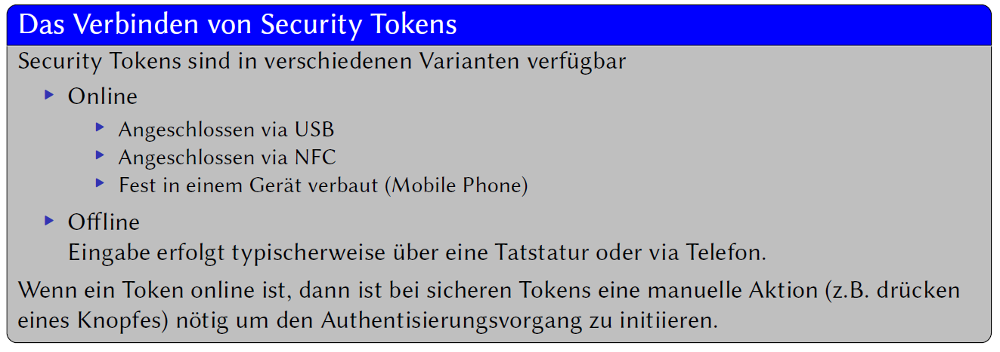 Das Verbinden von Security Tokens
Security Tokens sind in verschiedenen Varianten verfügbar
Online
Angeschlossen via USB
Angeschlossen via NFC
Fest in einem Gerät verbaut (Mobile Phone)
Offline
Eingabe erfolgt typischerweise über eine Tatstatur oder via Telefon.
Wenn ein Token online ist, dann ist bei sicheren Tokens eine manuelle Aktion (z.B. drücken
eines Knopfes) nötig um den Authentisierungsvorgang zu initiieren.